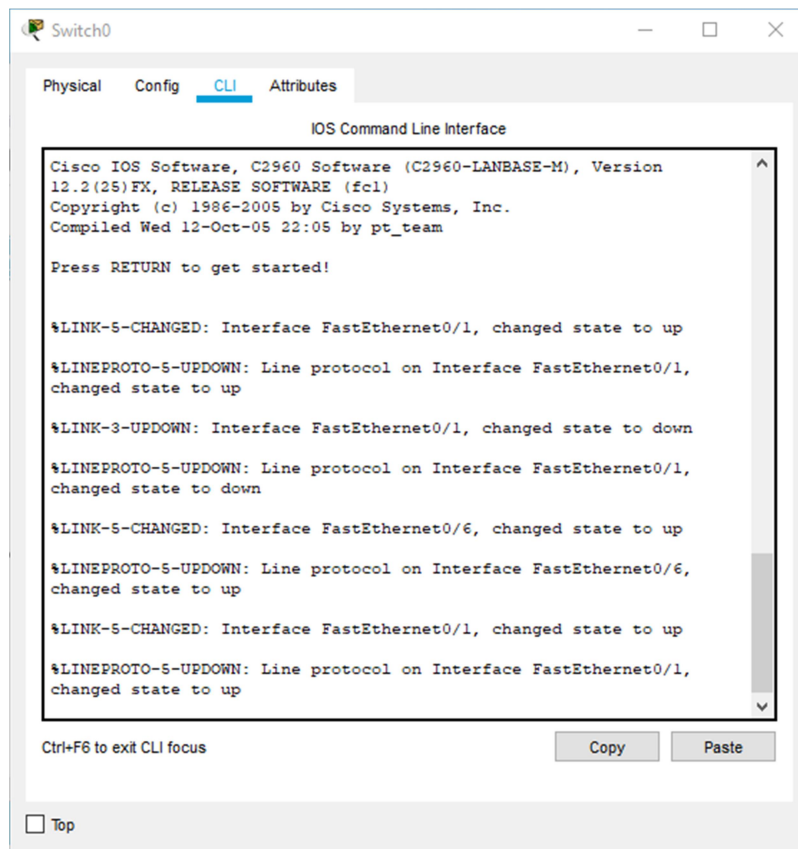 Switch0
Physical Config CLI Attributes
IOS Command Line Interface
Cisco IOS Software, C2960 Software (C2960-LANBASE-M), Version
12.2(25)FX, RELEASE SOFTWARE (fc1)
Copyright (c) 1986-2005 by Cisco Systems, Inc.
Compiled Wed 12-Oct-05 22:05 by pt_team
Press RETURN to get started!
%LINK-5-CHANGED: Interface FastEthernet0/1, changed state to up
%LINEPROTO-5-UPDOWN: Line protocol on Interface FastEthernet0/1,
changed state to up
%LINK-3-UPDOWN: Interface FastEthernet0/1, changed state to down
%LINEPROTO-5-UPDOWN: Line protocol on Interface FastEthernet0/1,
changed state to down
%LINK-5-CHANGED: Interface FastEthernet0/6, changed state to up
%LINEPROTO-5-UPDOWN: Line protocol on Interface FastEthernet0/6,
changed state to up
%LINK-5-CHANGED: Interface FastEthernet0/1, changed state to up
%LINEPROTO-5-UPDOWN: Line protocol on Interface FastEthernet0/1,
changed state to up
Ctrl+F6 to exit CLI focus
Copy Paste
Top